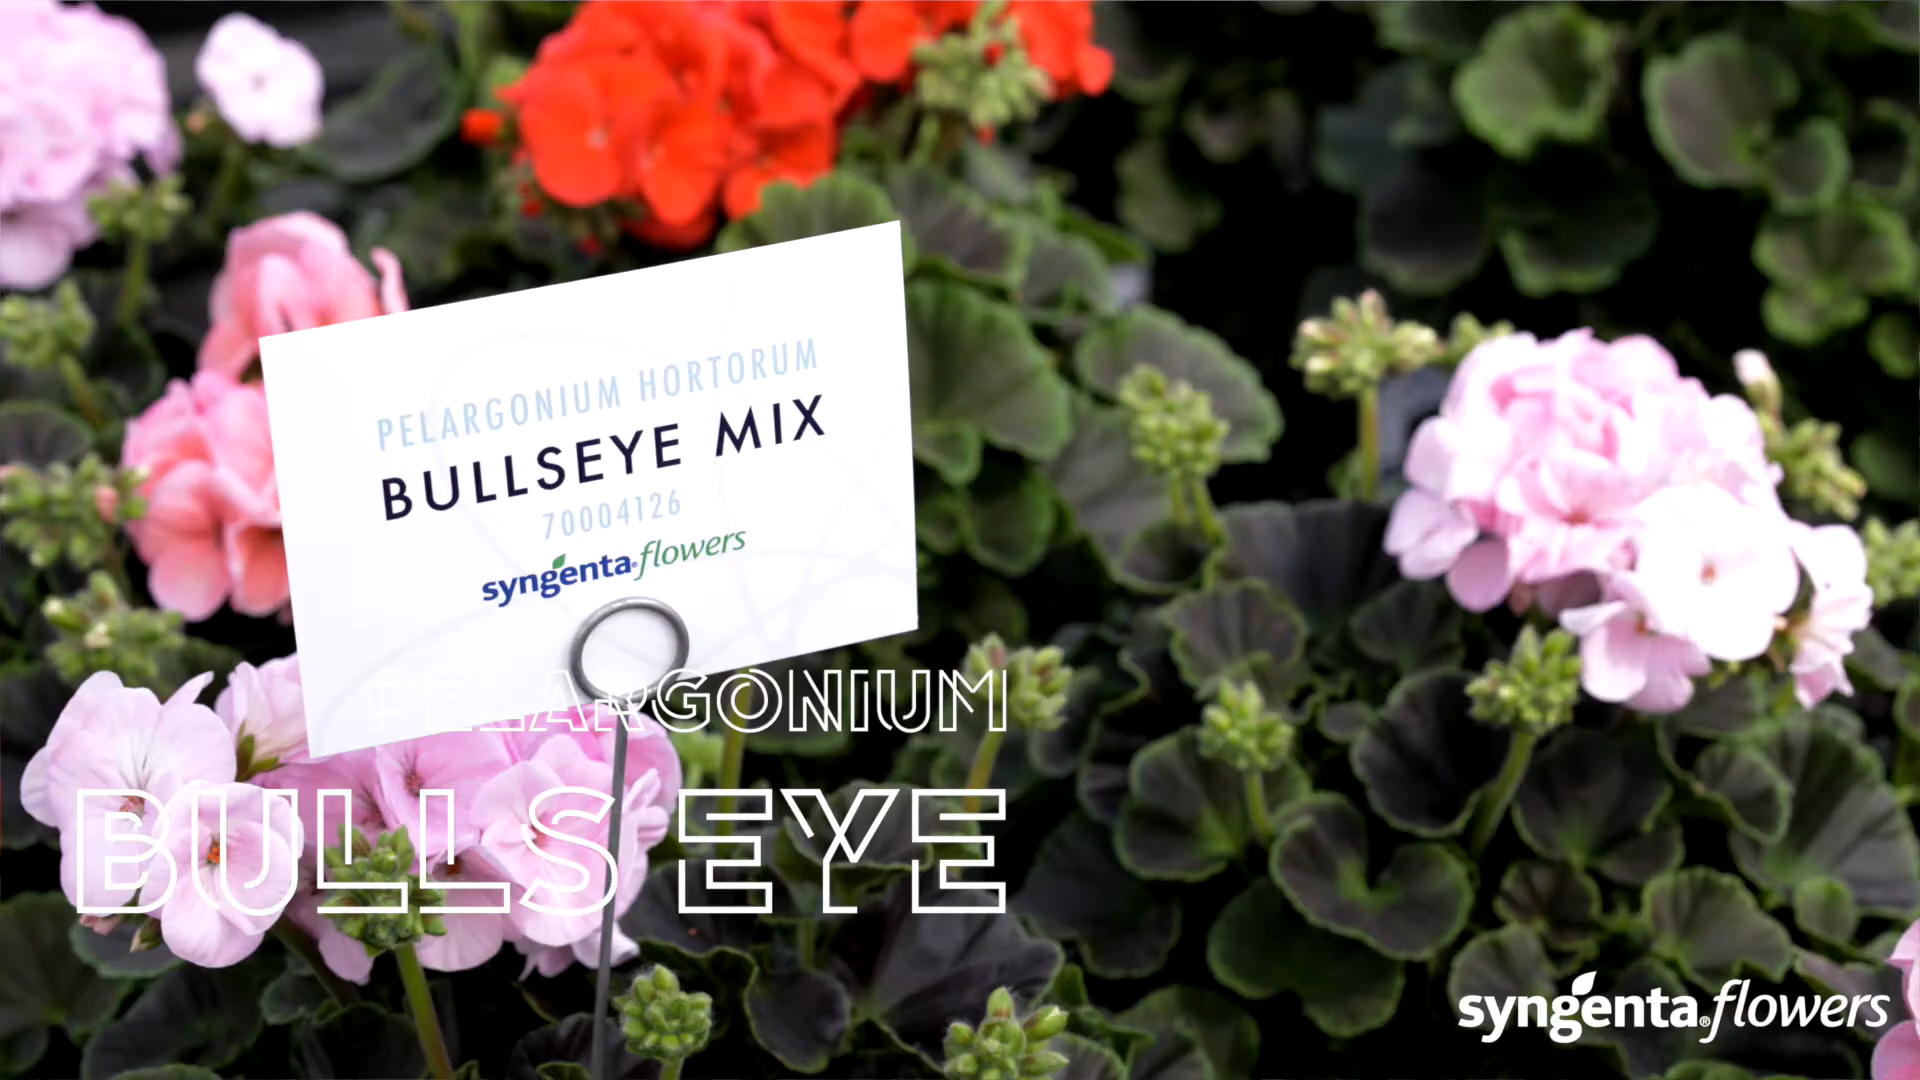 PELARGONIUM HORTORUM
BULLSEYE MIX
70004126
syngenta flowers
PELARGONIUM
BULLS EYE
syngenta® flowers